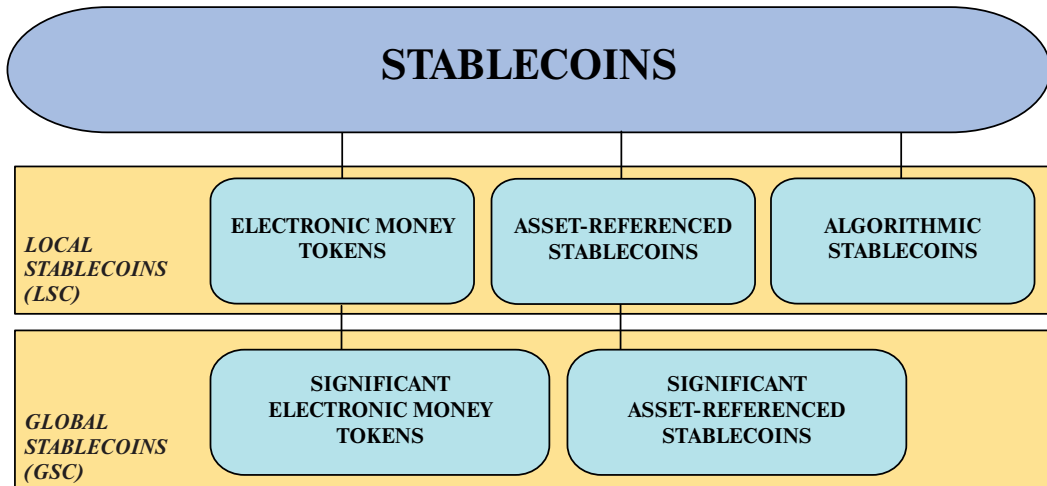 STABLECOINS
LOCAL
STABLECOINS
(LSC)
ELECTRONIC MONEY
TOKENS
ASSET-REFERENCED
STABLECOINS
ALGORITHMIC
STABLECOINS
GLOBAL
STABLECOINS
(GSC)
SIGNIFICANT
ELECTRONIC MONEY
TOKENS
SIGNIFICANT
ASSET-REFERENCED
STABLECOINS